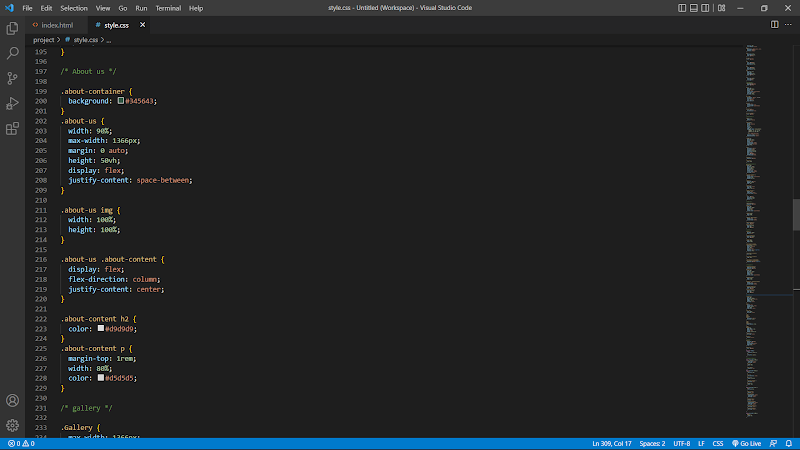 File Edit Selection View Go Run Terminal Help
style.css - Untitled (Workspace) - Visual Studio Code
index.html
# style.css
project > # style.css > ...
195 }
196
197 /* About us */
198
199 .about-container {
200 background: #345643;
201 }
202 .about-us {
203 width: 90%;
204 max-width: 1366px;
205 margin: 0 auto;
206 height: 50vh;
207 display: flex;
208 justify-content: space-between;
209 }
210
211 .about-us img {
212 width: 100%;
213 height: 100%;
214 }
215
216 .about-us .about-content {
217 display: flex;
218 flex-direction: column;
219 justify-content: center;
220 }
221
222 .about-content h2 {
223 color: #d9d9d9;
224 }
225 .about-content p {
226 margin-top: 1rem;
227 width: 80%;
228 color: #d5d5d5;
229 }
230
231 /* gallery */
232
233 .Gallery {
234 max-width: 1366px;
0 0
Ln 309, Col 17 Spaces: 2 UTF-8 LF CSS Go Live